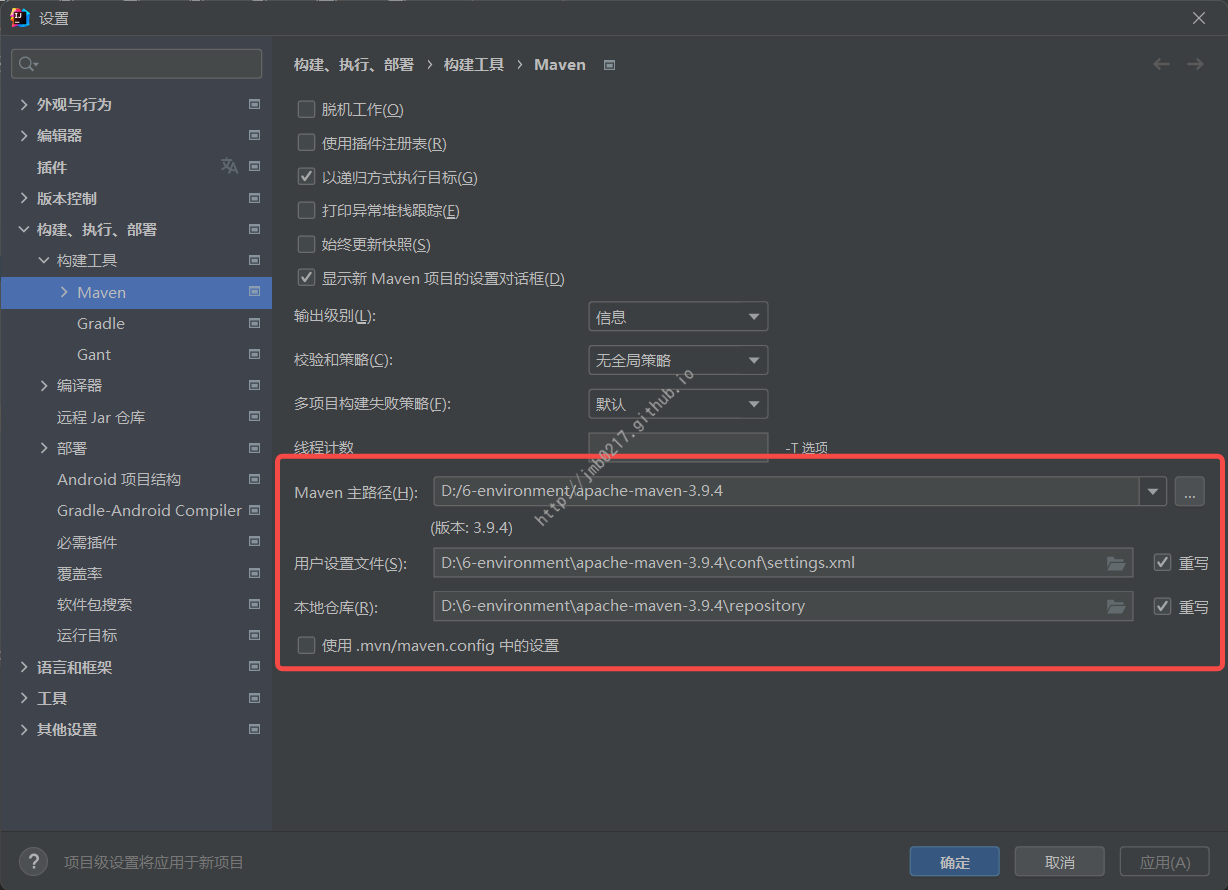 设置
构建、执行、部署 › 构建工具 › Maven
外观与行为
编辑器
插件
版本控制
构建、执行、部署
构建工具
Maven
Gradle
Gant
编译器
远程 Jar 仓库
部署
Android 项目结构
Gradle-Android Compiler
必需插件
覆盖率
软件包搜索
运行目标
语言和框架
工具
其他设置
脱机工作(O)
使用插件注册表(R)
以递归方式执行目标(G)
打印异常堆栈跟踪(E)
始终更新快照(S)
显示新 Maven 项目的设置对话框(D)
输出级别(L): 信息
校验和策略(C): 无全局策略
多项目构建失败策略(F): 默认
线程计数 -T 选项
Maven 主路径(H): D:/6-environment/apache-maven-3.9.4 ...
(版本: 3.9.4)
用户设置文件(S): D:\6-environment\apache-maven-3.9.4\conf\settings.xml 重写
本地仓库(R): D:\6-environment\apache-maven-3.9.4\repository 重写
使用 .mvn/maven.config 中的设置
http://jmb0217.github.io
? 项目级设置将应用于新项目
确定 取消 应用(A)